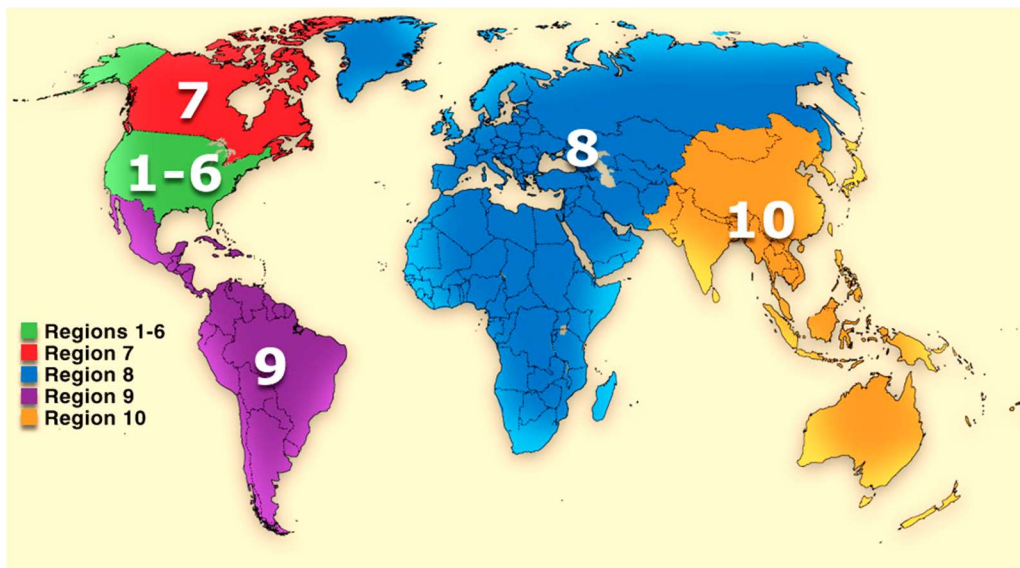 7
1-6
8
10
9
Regions 1-6
Region 7
Region 8
Region 9
Region 10